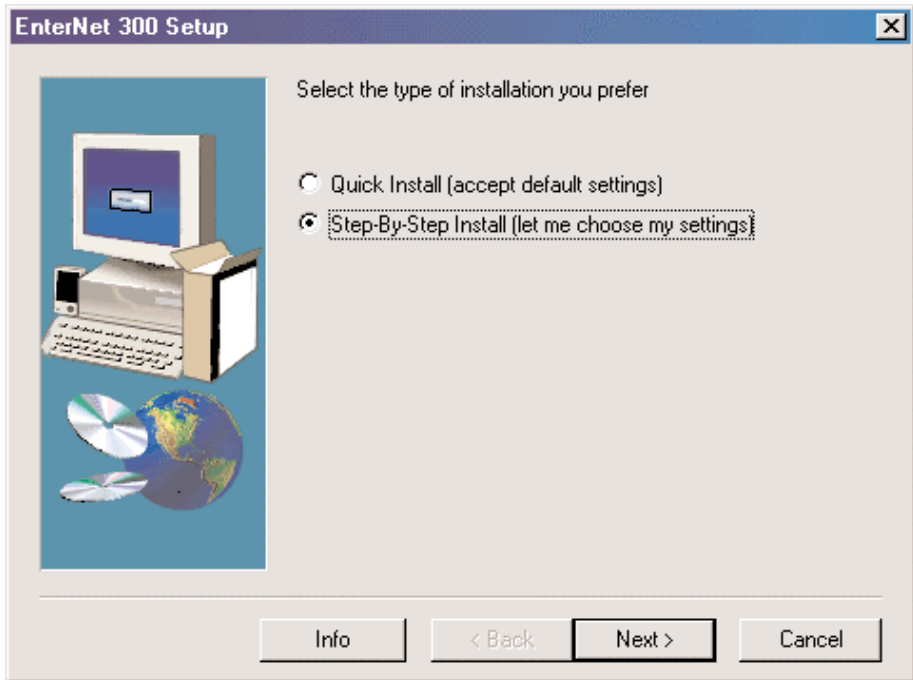 EnterNet 300 Setup
Select the type of installation you prefer
Quick Install (accept default settings)
Step-By-Step Install (let me choose my settings)
Info
< Back
Next >
Cancel